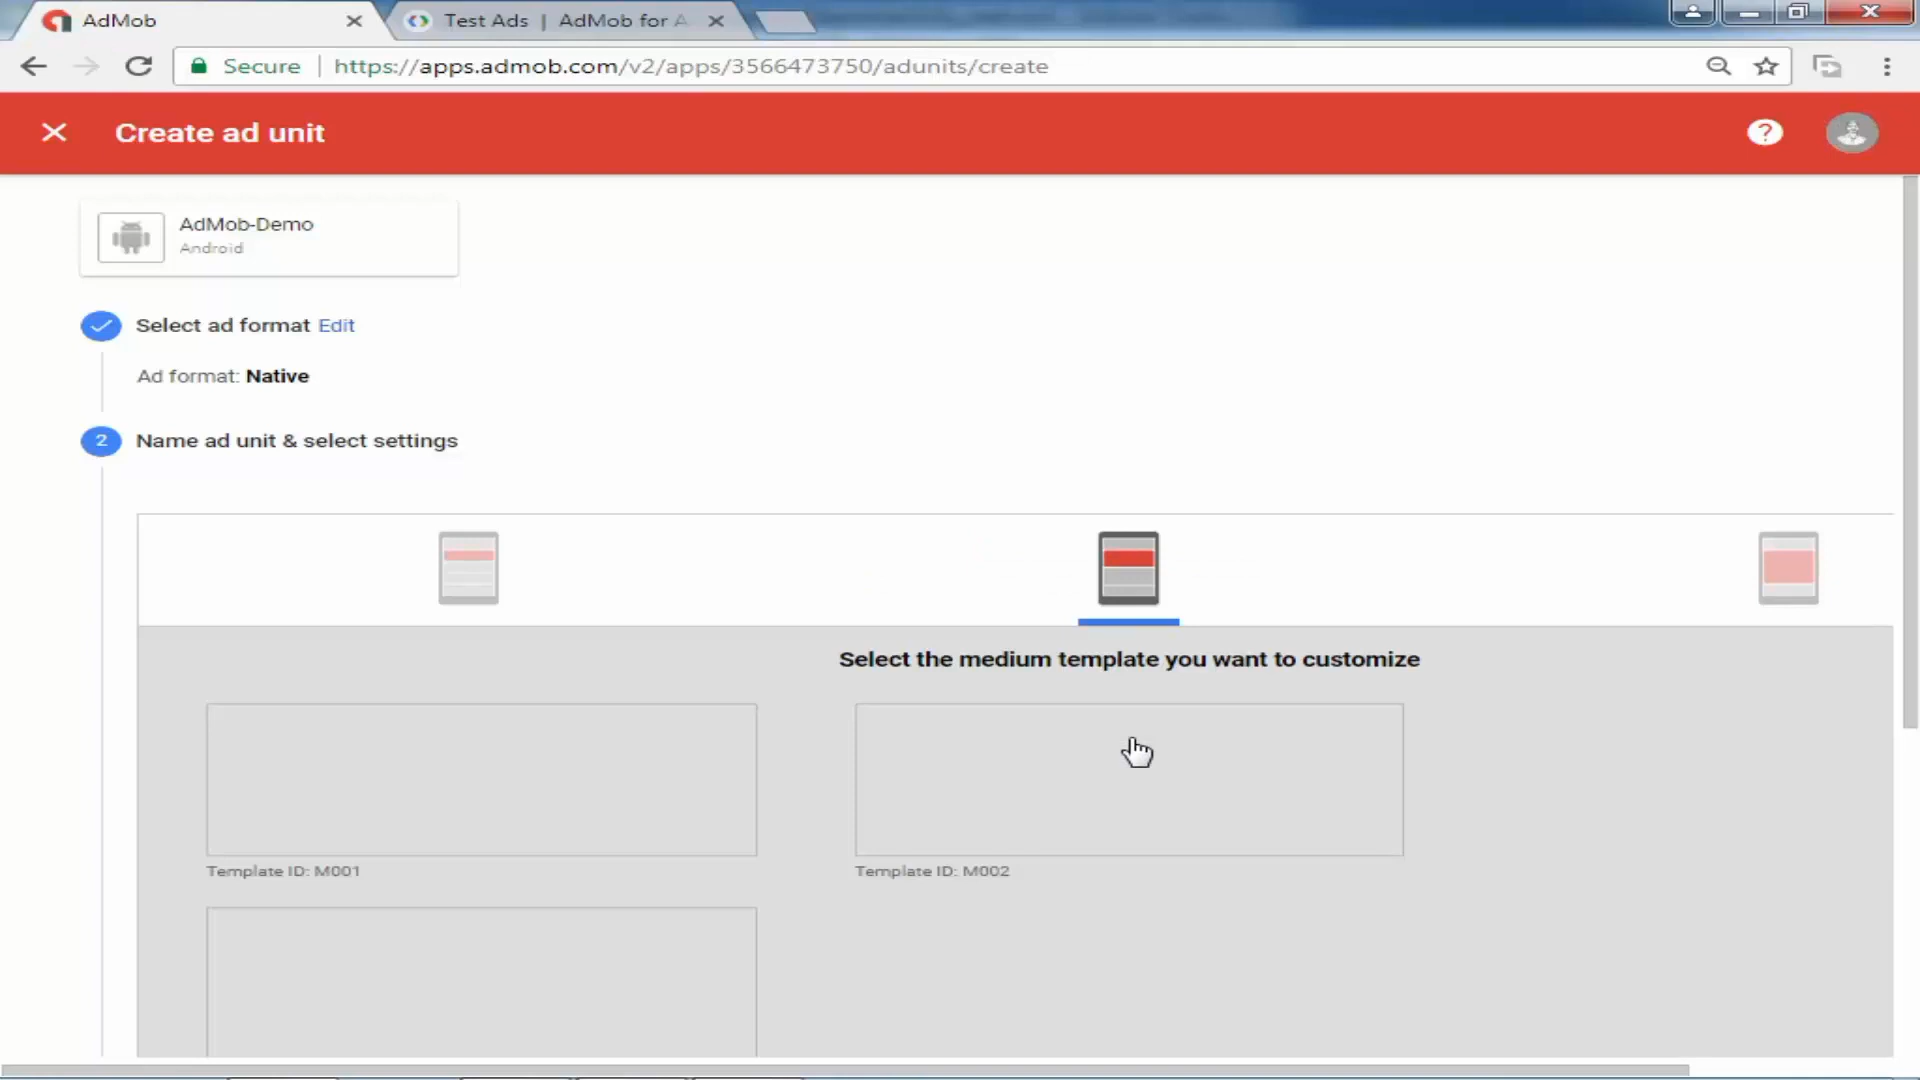 AdMob
Test Ads | AdMob for A
Secure
https://apps.admob.com/v2/apps/3566473750/adunits/create
Create ad unit
?
AdMob-Demo
Android
Select ad format Edit
Ad format: Native
2 Name ad unit & select settings
Select the medium template you want to customize
Template ID: M001
Template ID: M002